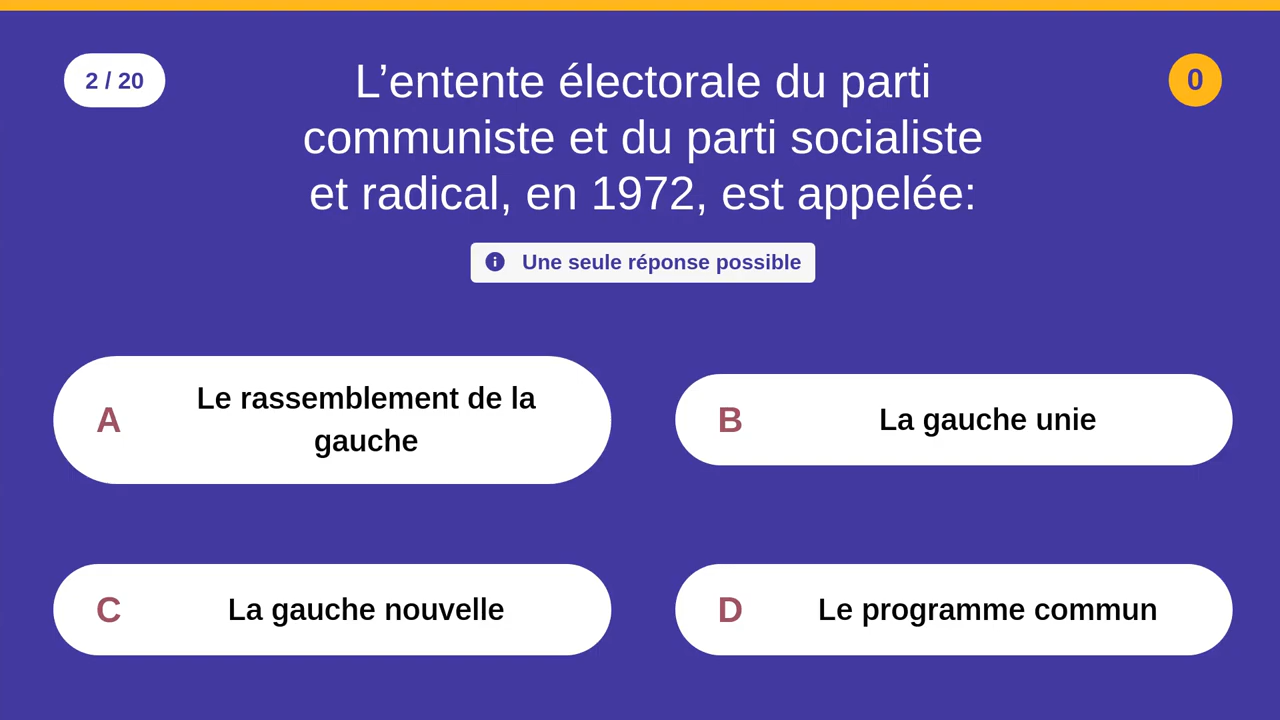 2 / 20
L’entente électorale du parti
communiste et du parti socialiste
et radical, en 1972, est appelée:
0
Une seule réponse possible
A
Le rassemblement de la
gauche
B
La gauche unie
C
La gauche nouvelle
D
Le programme commun